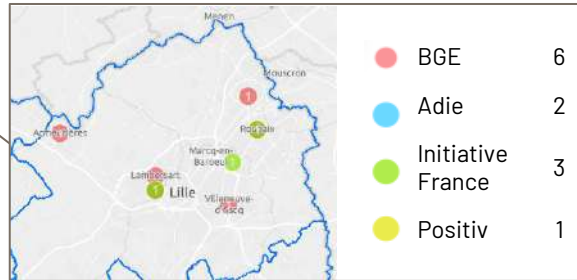 Menen
Mouscron
1
Armentières
Roubaix
Marcq-en-
Baroeul
1
Lambersart
1
Lille
Villeneuve-
d'Ascq
BGE 6
Adie 2
Initiative
France 3
Positiv 1